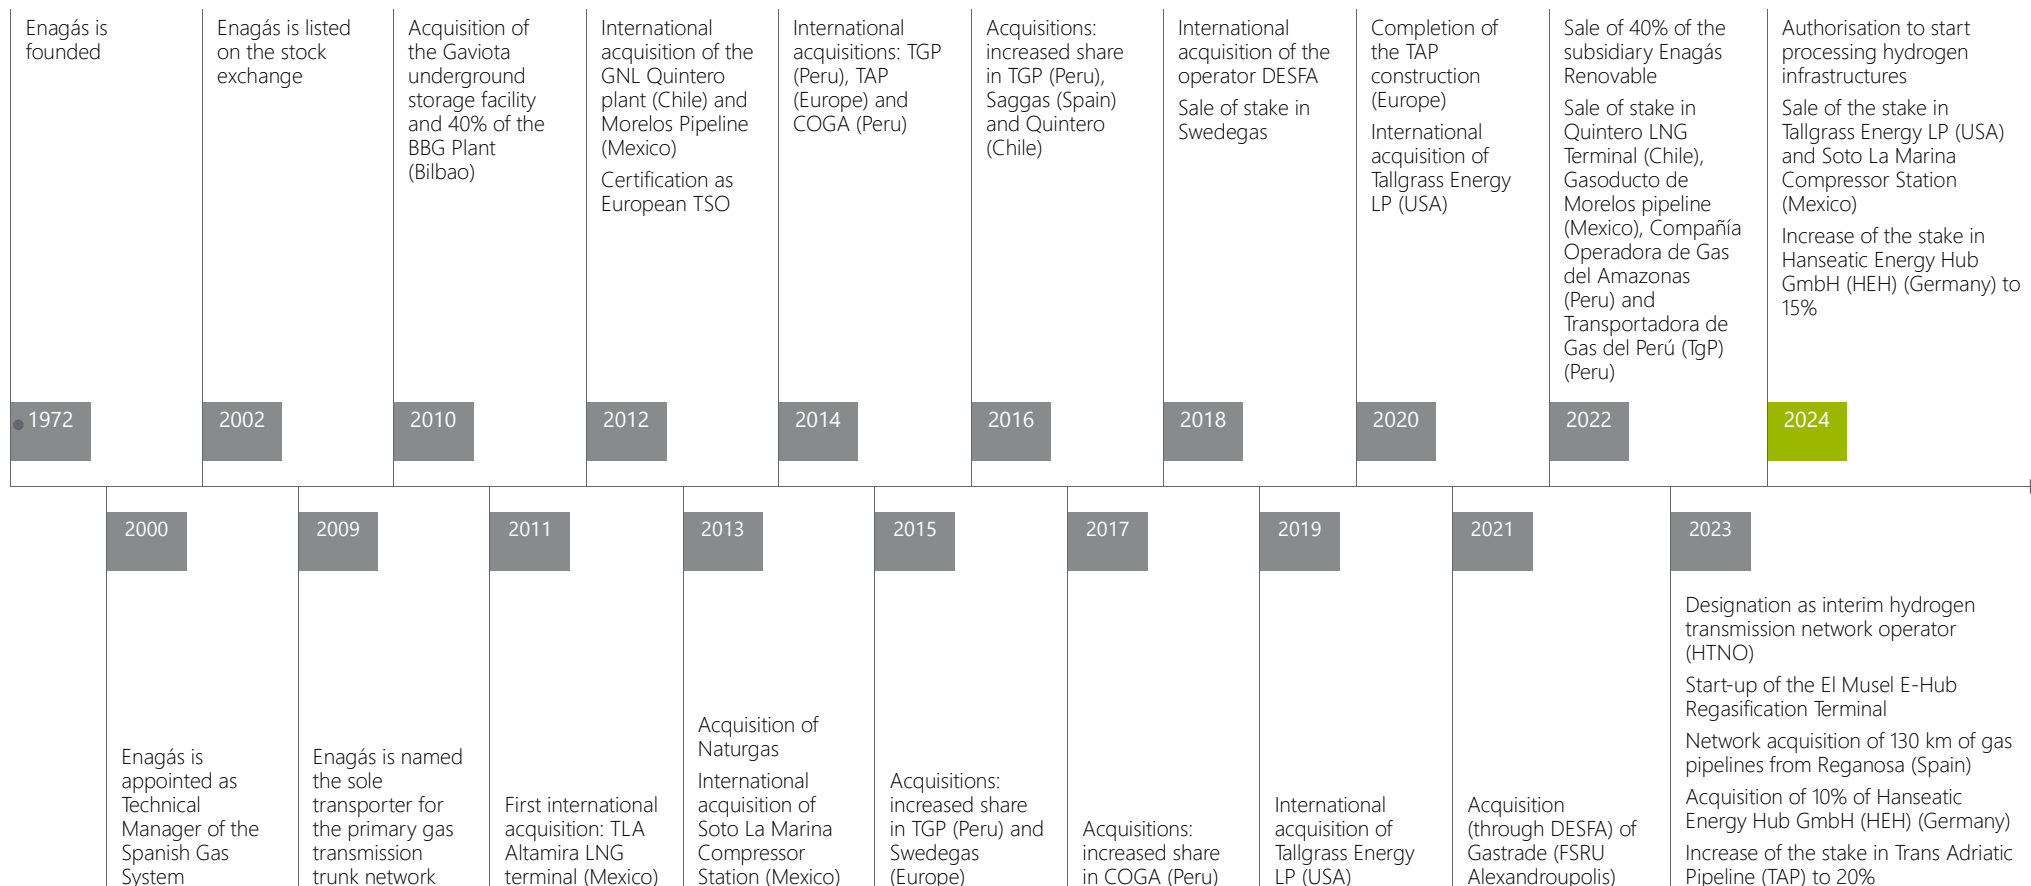 Enagás is
founded
1972
Enagás is listed
on the stock
exchange
2002
Acquisition of
the Gaviota
underground
storage facility
and 40% of the
BBG Plant
(Bilbao)
2010
International
acquisition of the
GNL Quintero
plant (Chile) and
Morelos Pipeline
(Mexico)
Certification as
European TSO
2012
International
acquisitions: TGP
(Peru), TAP
(Europe) and
COGA (Peru)
2014
Acquisitions:
increased share
in TGP (Peru),
Saggas (Spain)
and Quintero
(Chile)
2016
International
acquisition of the
operator DESFA
Sale of stake in
Swedegas
2018
Completion of
the TAP
construction
(Europe)
International
acquisition of
Tallgrass Energy
LP (USA)
2020
Sale of 40% of the
subsidiary Enagás
Renovable
Sale of stake in
Quintero LNG
Terminal (Chile),
Gasoducto de
Morelos pipeline
(Mexico), Compañía
Operadora de Gas
del Amazonas
(Peru) and
Transportadora de
Gas del Perú (TgP)
(Peru)
2022
Authorisation to start
processing hydrogen
infrastructures
Sale of the stake in
Tallgrass Energy LP (USA)
and Soto La Marina
Compressor Station
(Mexico)
Increase of the stake in
Hanseatic Energy Hub
GmbH (HEH) (Germany) to
15%
2024
2000
Enagás is
appointed as
Technical
Manager of the
Spanish Gas
System
2009
Enagás is named
the sole
transporter for
the primary gas
transmission
trunk network
2011
First international
acquisition: TLA
Altamira LNG
terminal (Mexico)
2013
Acquisition of
Naturgas
International
acquisition of
Soto La Marina
Compressor
Station (Mexico)
2015
Acquisitions:
increased share
in TGP (Peru) and
Swedegas
(Europe)
2017
Acquisitions:
increased share
in COGA (Peru)
2019
International
acquisition of
Tallgrass Energy
LP (USA)
2021
Acquisition
(through DESFA) of
Gastrade (FSRU
Alexandroupolis)
2023
Designation as interim hydrogen
transmission network operator
(HTNO)
Start-up of the El Musel E-Hub
Regasification Terminal
Network acquisition of 130 km of gas
pipelines from Reganosa (Spain)
Acquisition of 10% of Hanseatic
Energy Hub GmbH (HEH) (Germany)
Increase of the stake in Trans Adriatic
Pipeline (TAP) to 20%